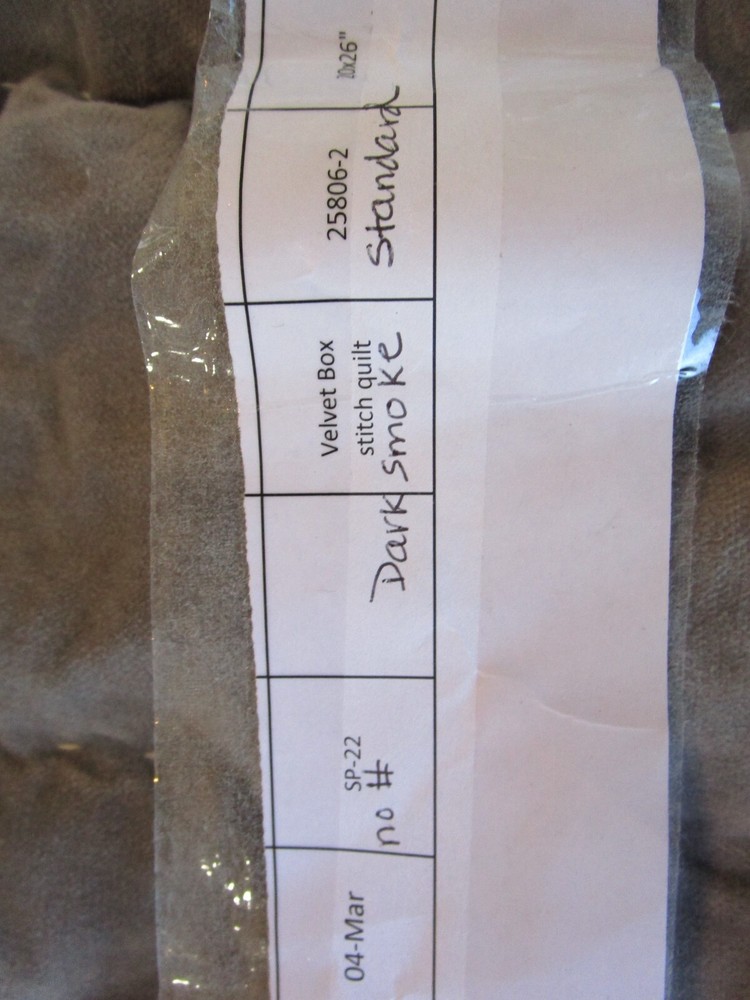 04-Mar
SP-22
no #
Velvet Box
stitch quilt
Dark smoke
25806-2
Standard
20x26"